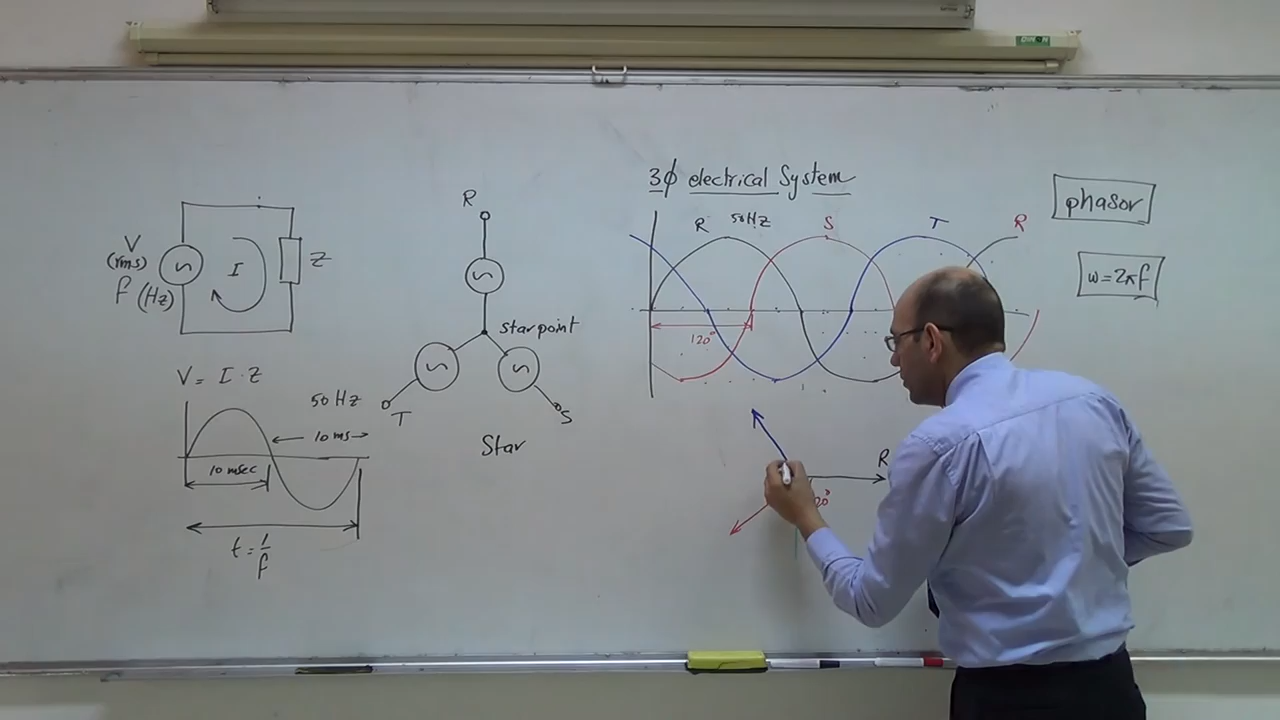 V
(rms)
f (Hz)
I
Z
V = I · Z
50 Hz
10 ms
10 msec
t = 1/f
R
star point
T
S
Star
3ϕ electrical System
R
50Hz
S
T
R
120°
R
20°
phasor
ω = 2πf